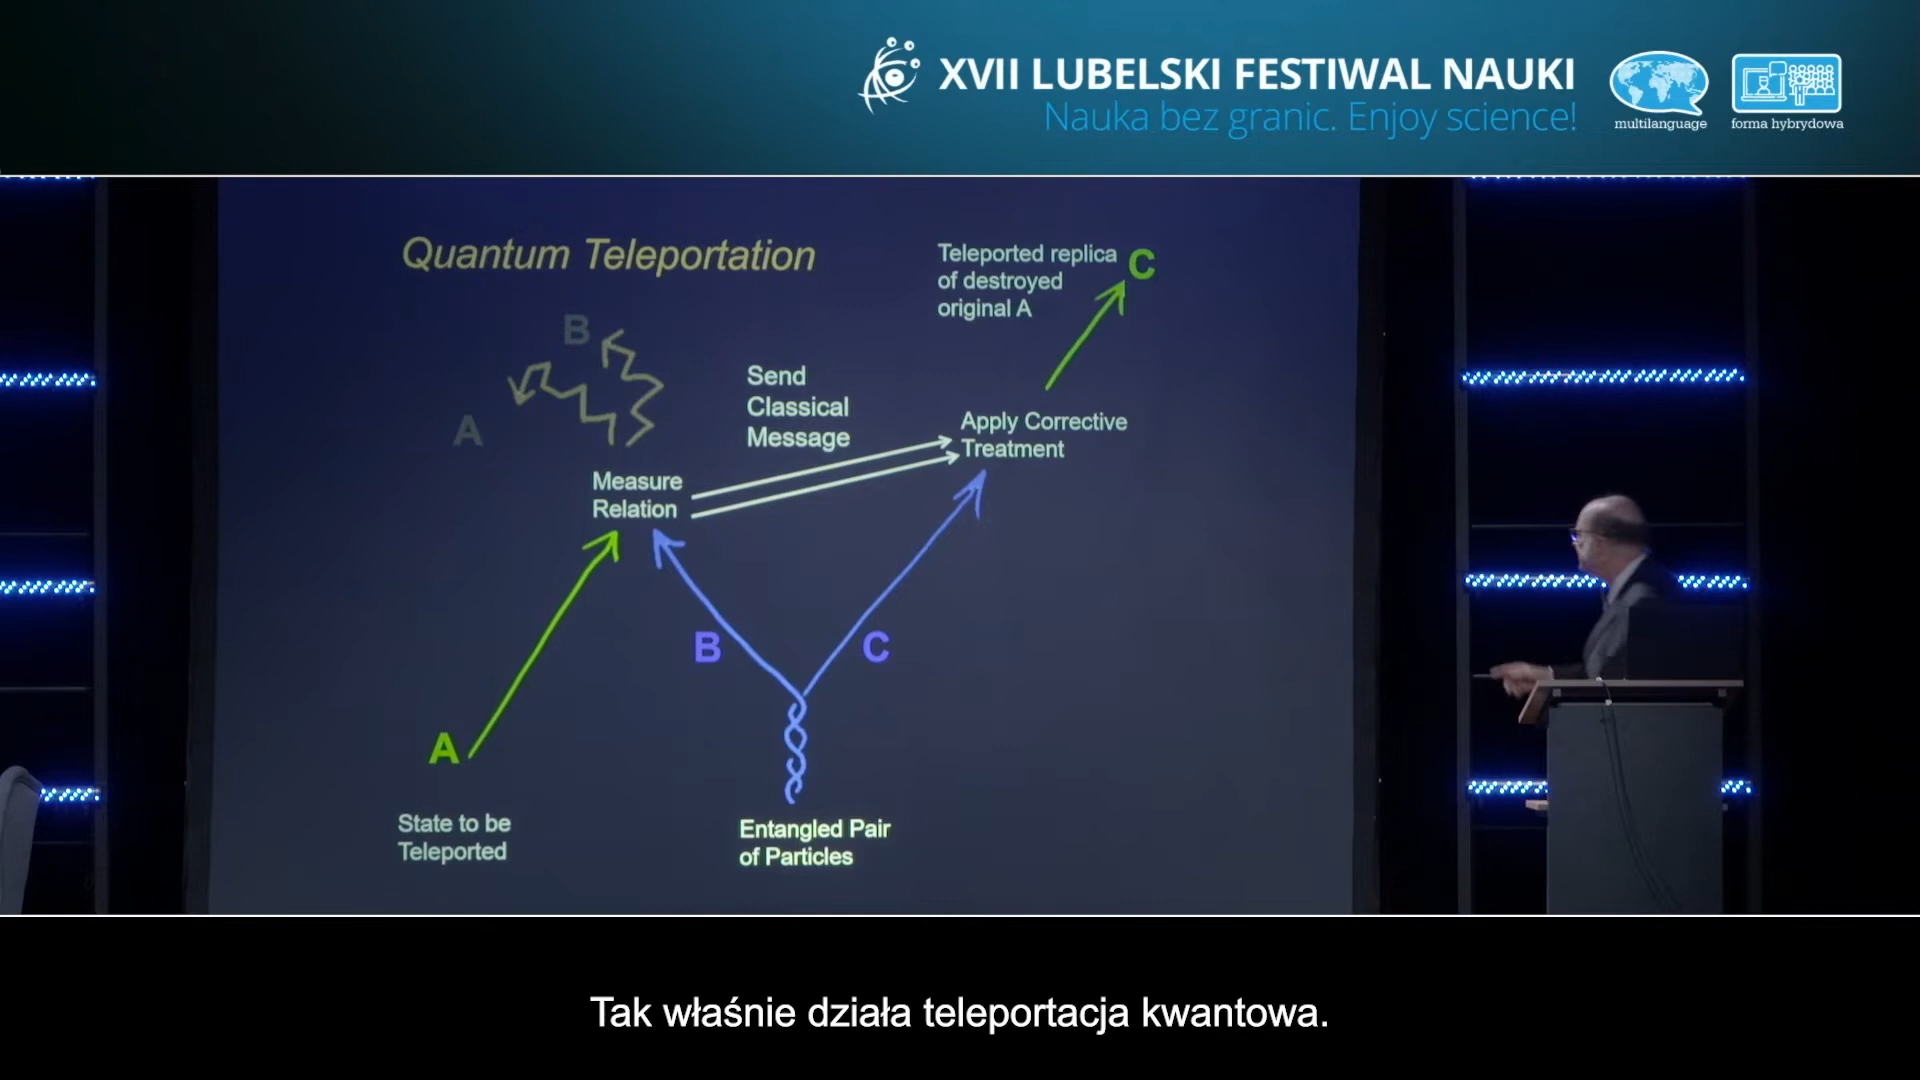 XVII LUBELSKI FESTIWAL NAUKI
Nauka bez granic. Enjoy science!
multilanguage
forma hybrydowa
Quantum Teleportation
Teleported replica
of destroyed
original A
C
B
A
Send
Classical
Message
Apply Corrective
Treatment
Measure
Relation
B
C
A
State to be
Teleported
Entangled Pair
of Particles
Tak właśnie działa teleportacja kwantowa.